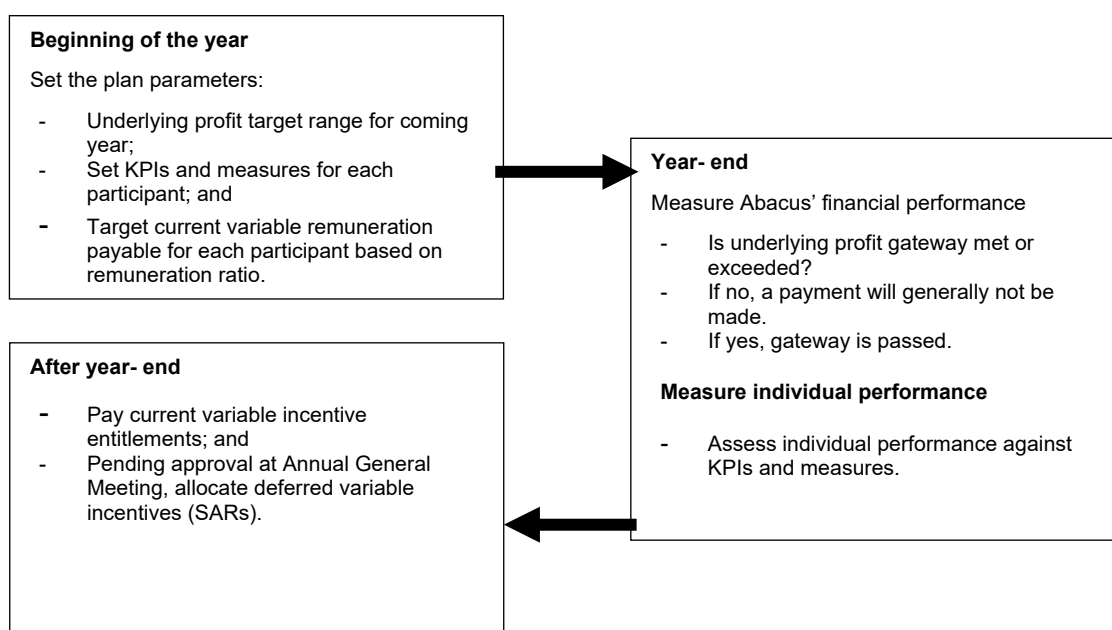 Beginning of the year
Set the plan parameters:
- Underlying profit target range for coming
year;
- Set KPIs and measures for each
participant; and
- Target current variable remuneration
payable for each participant based on
remuneration ratio.
Year- end
Measure Abacus’ financial performance
- Is underlying profit gateway met or
exceeded?
- If no, a payment will generally not be
made.
- If yes, gateway is passed.
Measure individual performance
- Assess individual performance against
KPIs and measures.
After year- end
- Pay current variable incentive
entitlements; and
- Pending approval at Annual General
Meeting, allocate deferred variable
incentives (SARs).